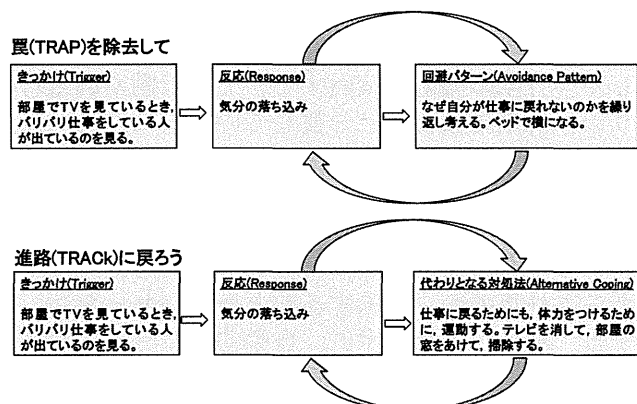 罠(TRAP)を除去して
きっかけ(Trigger)
部屋でTVを見ているとき,
バリバリ仕事をしている人
が出ているのを見る。
反応(Response)
気分の落ち込み
回避パターン(Avoidance Pattern)
なぜ自分が仕事に戻れないのかを繰り
返し考える。ベッドで横になる。
進路(TRACk)に戻ろう
きっかけ(Trigger)
部屋でTVを見ているとき,
バリバリ仕事をしている人
が出ているのを見る。
反応(Response)
気分の落ち込み
代わりとなる対処法(Alternative Coping)
仕事に戻るためにも, 体力をつけるため
に, 運動する。テレビを消して, 部屋の
窓をあけて, 掃除する。